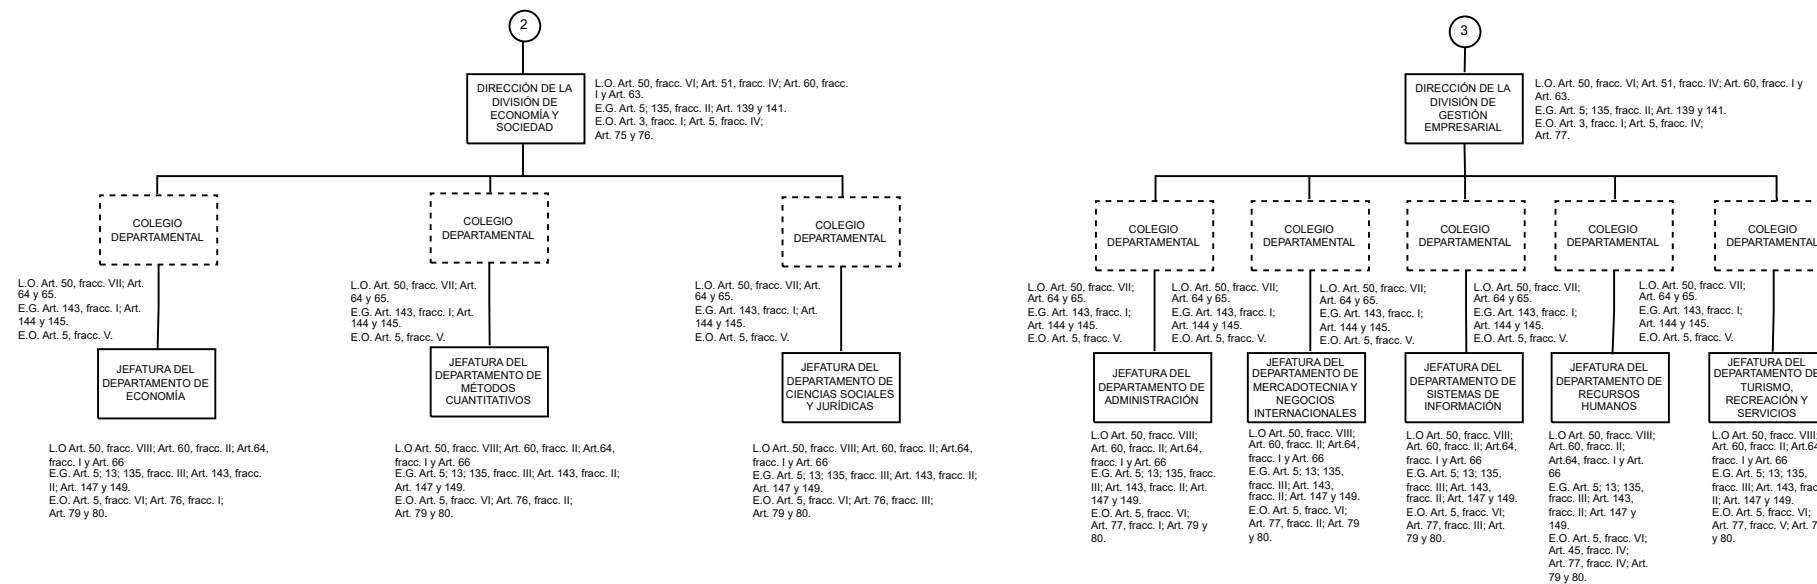 2
DIRECCIÓN DE LA
DIVISIÓN DE
ECONOMÍA Y
SOCIEDAD
L.O. Art. 50, fracc. VI; Art. 51, fracc. IV; Art. 60, fracc.
I y Art. 63.
E.G. Art. 5; 135, fracc. II; Art. 139 y 141.
E.O. Art. 3, fracc. I; Art. 5, fracc. IV;
Art. 75 y 76.
COLEGIO
DEPARTAMENTAL
L.O. Art. 50, fracc. VII; Art.
64 y 65.
E.G. Art. 143, fracc. I; Art.
144 y 145.
E.O. Art. 5, fracc. V.
JEFATURA DEL
DEPARTAMENTO DE
ECONOMÍA
L.O Art. 50, fracc. VIII; Art. 60, fracc. II; Art.64,
fracc. I y Art. 66
E.G. Art. 5; 13; 135, fracc. III; Art. 143, fracc.
II; Art. 147 y 149.
E.O. Art. 5, fracc. VI; Art. 76, fracc. I;
Art. 79 y 80.
COLEGIO
DEPARTAMENTAL
L.O. Art. 50, fracc. VII; Art.
64 y 65.
E.G. Art. 143, fracc. I; Art.
144 y 145.
E.O. Art. 5, fracc. V.
JEFATURA DEL
DEPARTAMENTO DE
MÉTODOS
CUANTITATIVOS
L.O Art. 50, fracc. VIII; Art. 60, fracc. II; Art.64,
fracc. I y Art. 66
E.G. Art. 5; 13; 135, fracc. III; Art. 143, fracc. II;
Art. 147 y 149.
E.O. Art. 5, fracc. VI; Art. 76, fracc. II;
Art. 79 y 80.
COLEGIO
DEPARTAMENTAL
L.O. Art. 50, fracc. VII; Art.
64 y 65.
E.G. Art. 143, fracc. I; Art.
144 y 145.
E.O. Art. 5, fracc. V.
JEFATURA DEL
DEPARTAMENTO DE
CIENCIAS SOCIALES
Y JURÍDICAS
L.O Art. 50, fracc. VIII; Art. 60, fracc. II; Art.64,
fracc. I y Art. 66
E.G. Art. 5; 13; 135, fracc. III; Art. 143, fracc. II;
Art. 147 y 149.
E.O. Art. 5, fracc. VI; Art. 76, fracc. III;
Art. 79 y 80.
3
DIRECCIÓN DE LA
DIVISIÓN DE
GESTIÓN
EMPRESARIAL
L.O. Art. 50, fracc. VI; Art. 51, fracc. IV; Art. 60, fracc. I y
Art. 63.
E.G. Art. 5; 135, fracc. II; Art. 139 y 141.
E.O. Art. 3, fracc. I; Art. 5, fracc. IV;
Art. 77.
COLEGIO
DEPARTAMENTAL
L.O. Art. 50, fracc. VII;
Art. 64 y 65.
E.G. Art. 143, fracc. I;
Art. 144 y 145.
E.O. Art. 5, fracc. V.
JEFATURA DEL
DEPARTAMENTO DE
ADMINISTRACIÓN
L.O Art. 50, fracc. VIII;
Art. 60, fracc. II; Art.64,
fracc. I y Art. 66
E.G. Art. 5; 13; 135, fracc.
III; Art. 143, fracc. II; Art.
147 y 149.
E.O. Art. 5, fracc. VI;
Art. 77, fracc. I; Art. 79 y
80.
COLEGIO
DEPARTAMENTAL
L.O. Art. 50, fracc. VII;
Art. 64 y 65.
E.G. Art. 143, fracc. I;
Art. 144 y 145.
E.O. Art. 5, fracc. V.
JEFATURA DEL
DEPARTAMENTO DE
MERCADOTECNIA Y
NEGOCIOS
INTERNACIONALES
L.O Art. 50, fracc. VIII;
Art. 60, fracc. II; Art.64,
fracc. I y Art. 66
E.G. Art. 5; 13; 135,
fracc. III; Art. 143,
fracc. II; Art. 147 y 149.
E.O. Art. 5, fracc. VI;
Art. 77, fracc. II; Art. 79
y 80.
COLEGIO
DEPARTAMENTAL
L.O. Art. 50, fracc. VII;
Art. 64 y 65.
E.G. Art. 143, fracc. I;
Art. 144 y 145.
E.O. Art. 5, fracc. V.
JEFATURA DEL
DEPARTAMENTO DE
SISTEMAS DE
INFORMACIÓN
L.O Art. 50, fracc. VIII;
Art. 60, fracc. II; Art.64,
fracc. I y Art. 66
E.G. Art. 5; 13; 135,
fracc. III; Art. 143,
fracc. II; Art. 147 y 149.
E.O. Art. 5, fracc. VI;
Art. 77, fracc. III; Art.
79 y 80.
COLEGIO
DEPARTAMENTAL
L.O. Art. 50, fracc. VII;
Art. 64 y 65.
E.G. Art. 143, fracc. I;
Art. 144 y 145.
E.O. Art. 5, fracc. V.
JEFATURA DEL
DEPARTAMENTO DE
RECURSOS
HUMANOS
L.O Art. 50, fracc. VIII;
Art. 60, fracc. II;
Art.64, fracc. I y Art.
66
E.G. Art. 5; 13; 135,
fracc. III; Art. 143,
fracc. II; Art. 147 y
149.
E.O. Art. 5, fracc. VI;
Art. 45, fracc. IV;
Art. 77, fracc. IV; Art.
79 y 80.
COLEGIO
DEPARTAMENTAL
L.O. Art. 50, fracc. VII;
Art. 64 y 65.
E.G. Art. 143, fracc. I;
Art. 144 y 145.
E.O. Art. 5, fracc. V.
JEFATURA DEL
DEPARTAMENTO DE
TURISMO,
RECREACIÓN Y
SERVICIOS
L.O Art. 50, fracc. VIII;
Art. 60, fracc. II;
fracc. I y Art. 66
E.G. Art. 5; 13; 135,
fracc. III; Art. 143,
II; Art. 147 y 149.
E.O. Art. 5, fracc. VI;
Art. 77, fracc. V; Art.
y 80.